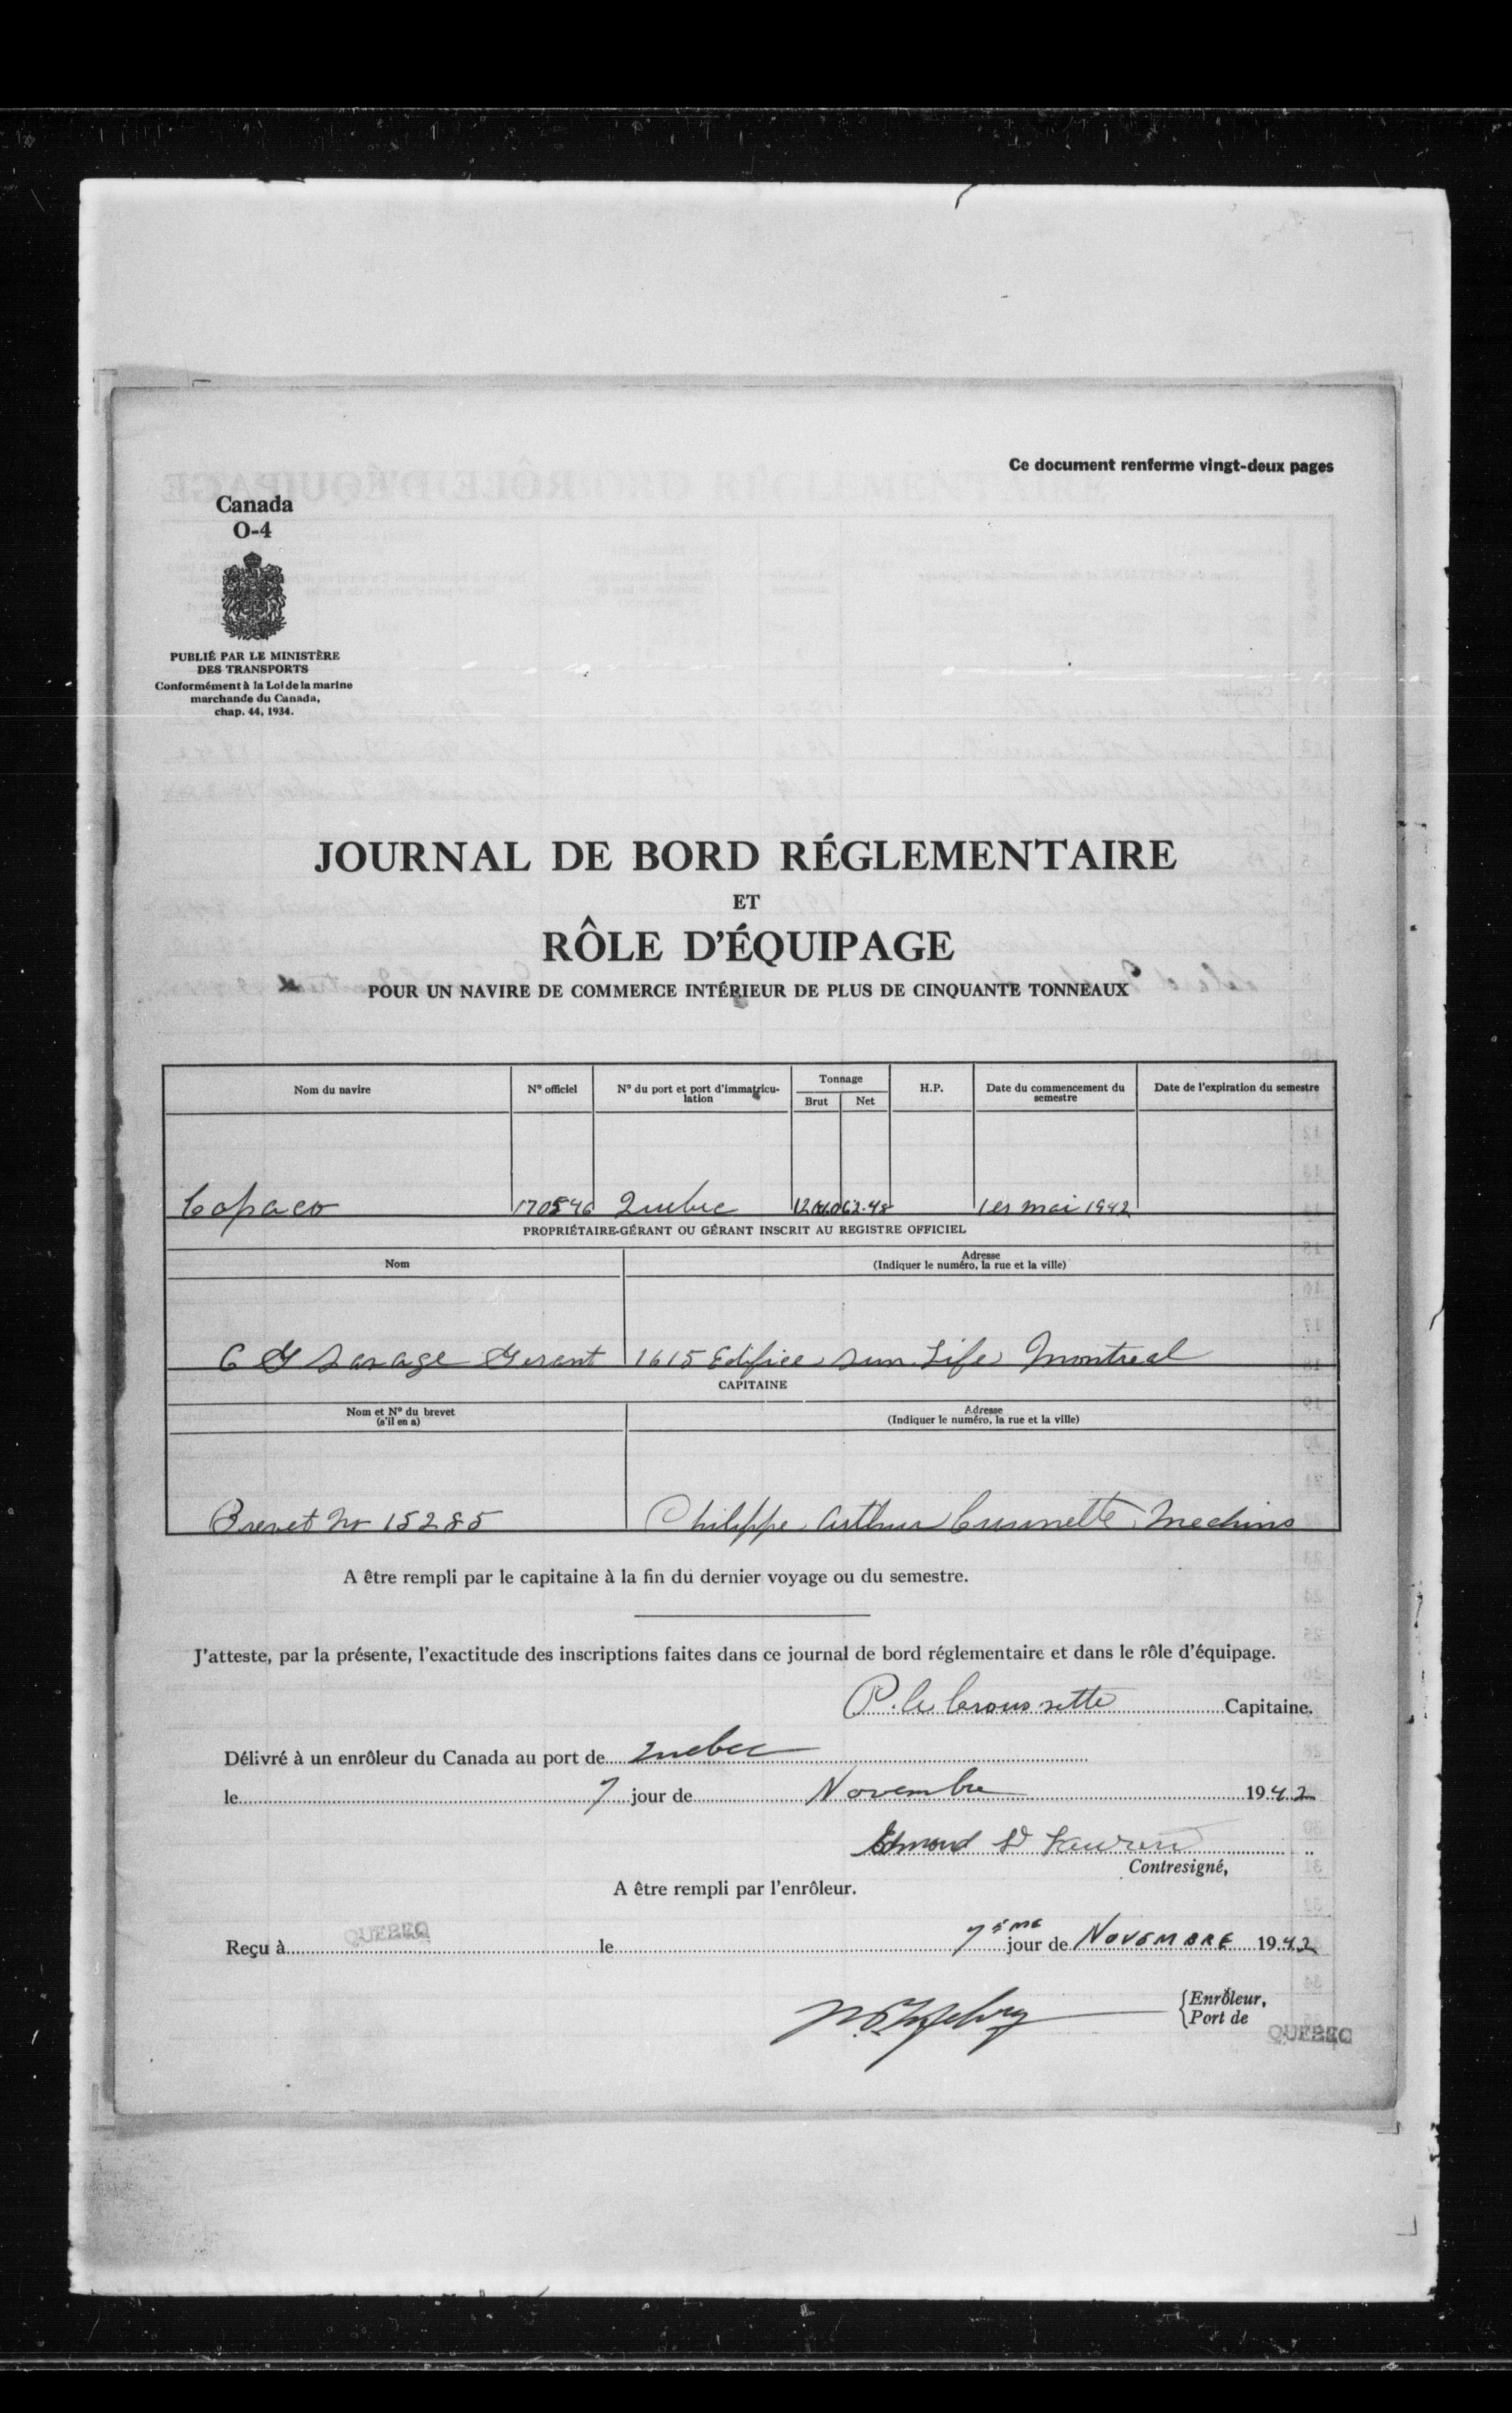 Ce document renferme vingt-deux pages
Canada
O-4
PUBLIÉ PAR LE MINISTÈRE
DES TRANSPORTS
Conformément à la Loi de la marine
marchande du Canada,
chap. 44, 1934.
JOURNAL DE BORD RÉGLEMENTAIRE
ET
RÔLE D'ÉQUIPAGE
POUR UN NAVIRE DE COMMERCE INTÉRIEUR DE PLUS DE CINQUANTE TONNEAUX
Nom du navire Nº officiel Nº du port et port d'immatricu-lation Tonnage Brut Net H.P. Date du commencement du semestre Date de l'expiration du semestre
Copaco 170546 Quebec 62.48 1er mai 1942
PROPRIÉTAIRE-GÉRANT OU GÉRANT INSCRIT AU REGISTRE OFFICIEL
Nom Adresse
(Indiquer le numéro, la rue et la ville)
C G Savage Gerant 1615 Edifice Sun Life Montreal
CAPITAINE
Nom et Nº du brevet Adresse
(s'il en a) (Indiquer le numéro, la rue et la ville)
Brevet No 15285 Philippe Arthur Mechins
A être rempli par le capitaine à la fin du dernier voyage ou du semestre.
J'atteste, par la présente, l'exactitude des inscriptions faites dans ce journal de bord réglementaire et dans le rôle d'équipage.
P. Capitaine.
Délivré à un enrôleur du Canada au port de Quebec
le 7 jour de Novembre 1942
Edmond St Laurent
Contresigné,
A être rempli par l'enrôleur.
Reçu à QUEBEC le 7ème jour de NOVEMBRE 1942
Enrôleur,
Port de QUEBEC